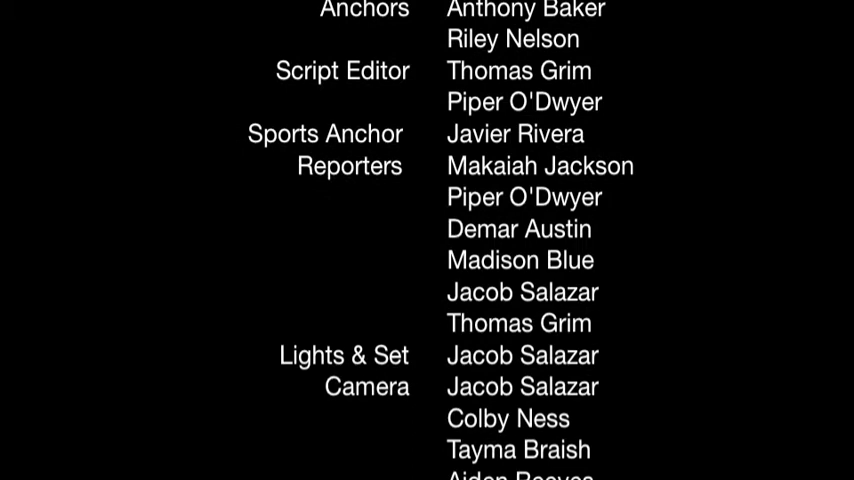 Anchors Anthony Baker
Riley Nelson
Script Editor Thomas Grim
Piper O'Dwyer
Sports Anchor Javier Rivera
Reporters Makaiah Jackson
Piper O'Dwyer
Demar Austin
Madison Blue
Jacob Salazar
Thomas Grim
Lights & Set Jacob Salazar
Camera Jacob Salazar
Colby Ness
Tayma Braish